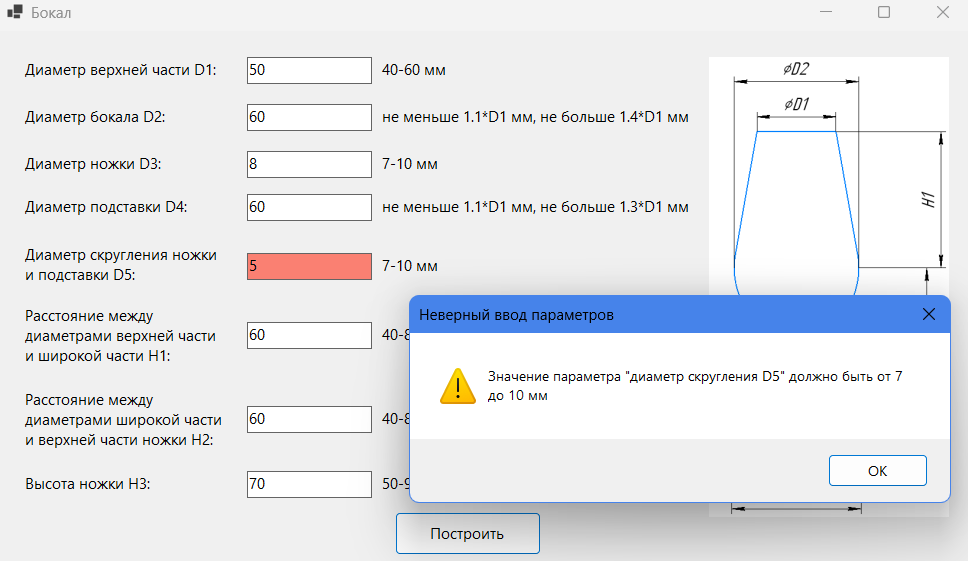 Бокал
Диаметр верхней части D1:
50
40-60 мм
Диаметр бокала D2:
60
не меньше 1.1*D1 мм, не больше 1.4*D1 мм
Диаметр ножки D3:
8
7-10 мм
Диаметр подставки D4:
60
не меньше 1.1*D1 мм, не больше 1.3*D1 мм
Диаметр скругления ножки
и подставки D5:
5
7-10 мм
Расстояние между
диаметрами верхней части
и широкой части H1:
60
40-8
Расстояние между
диаметрами широкой части
и верхней части ножки H2:
60
40-8
Высота ножки H3:
70
50-9
Построить
⌀D2
⌀D1
H1
Неверный ввод параметров
Значение параметра "диаметр скругления D5" должно быть от 7
до 10 мм
OK